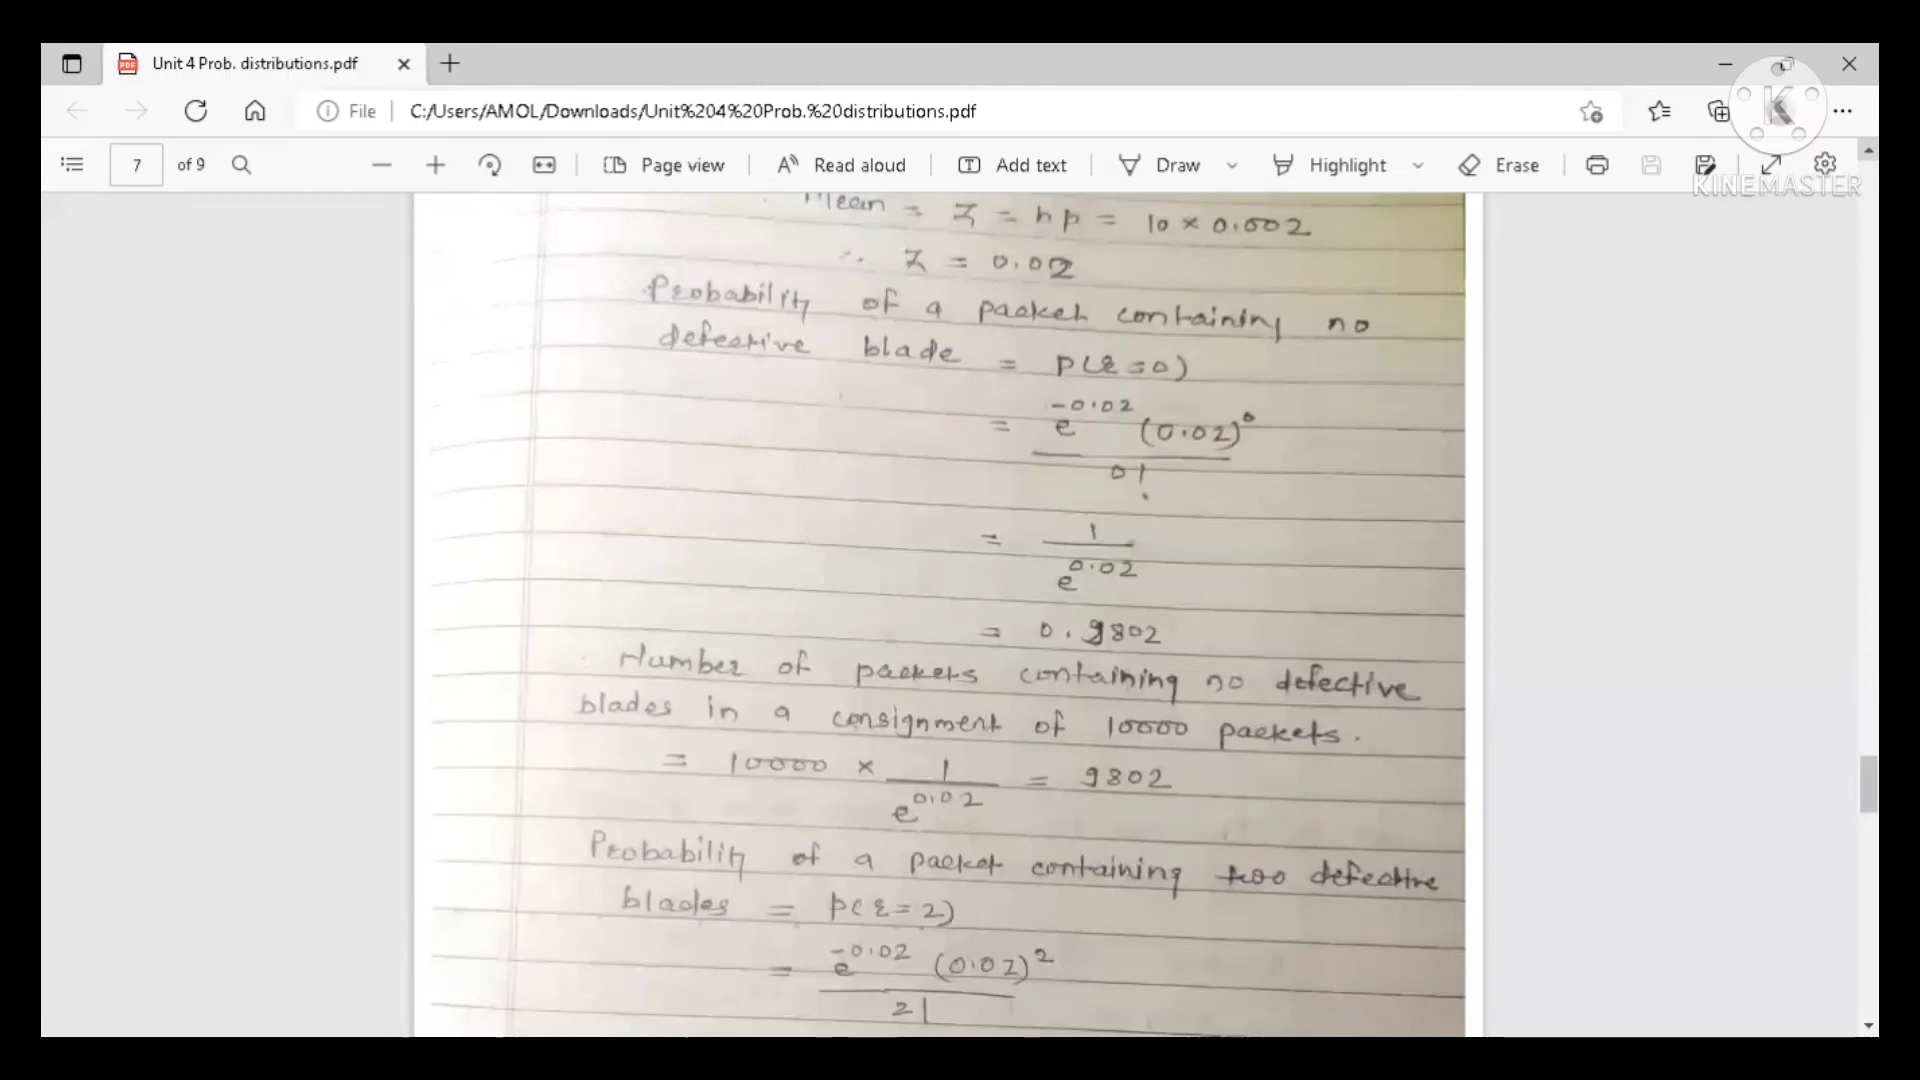 Unit 4 Prob. distributions.pdf
File C:/Users/AMOL/Downloads/Unit%204%20Prob.%20distributions.pdf
7 of 9 Page view Read aloud Add text Draw Highlight Erase
KINEMASTER
Mean = z = np = 10 × 0.002
∴ z = 0.02
Probability of a packet containing no
defective blade = P(r=0)
= e^-0.02 (0.02)^0
0!
= 1
e^0.02
= 0.9802
Number of packets containing no defective
blades in a consignment of 10000 packets.
= 10000 × 1/e^0.02 = 9802
Probability of a packet containing two defective
blades = P(r=2)
= e^-0.02 (0.02)^2
2!